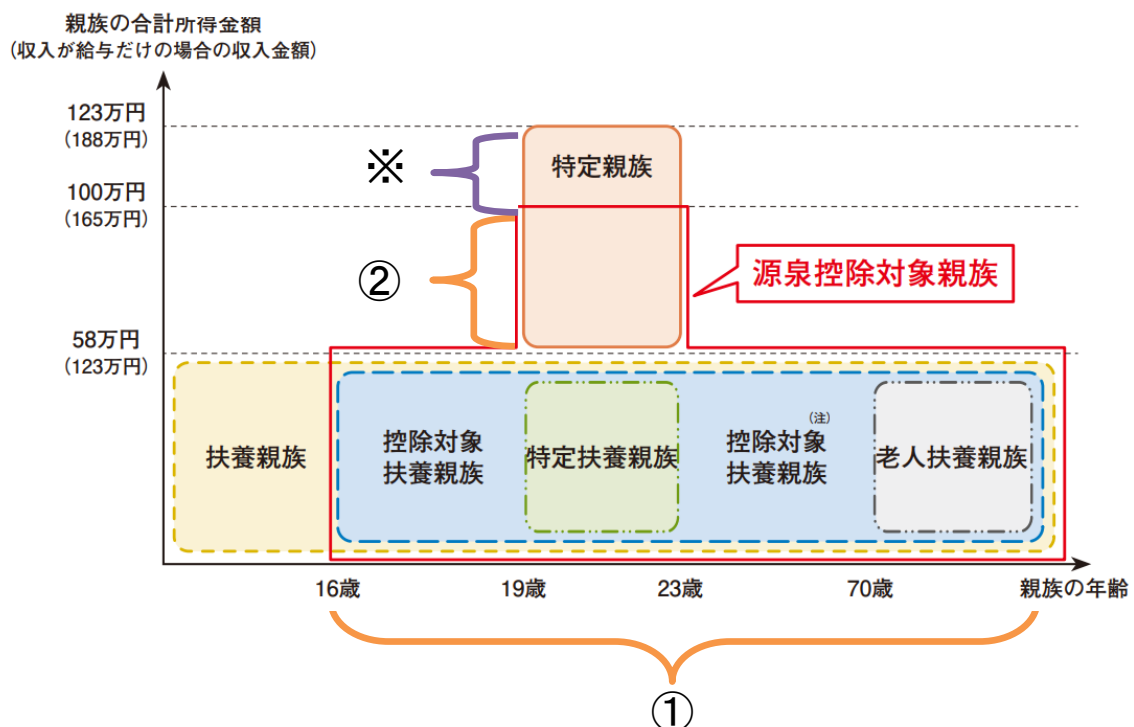 親族の合計所得金額
(収入が給与だけの場合の収入金額)
123万円
(188万円)
※
特定親族
100万円
(165万円)
②
源泉控除対象親族
58万円
(123万円)
扶養親族
控除対象
扶養親族
特定扶養親族
(注)
控除対象
扶養親族
老人扶養親族
16歳
19歳
23歳
70歳
親族の年齢
①